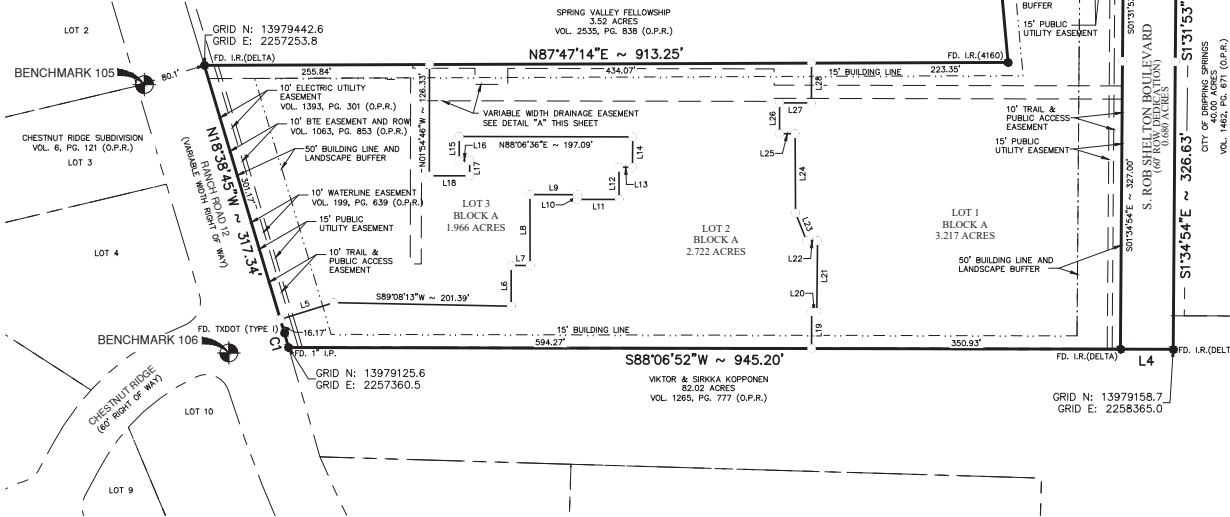 LOT 2
GRID N: 13979442.6
GRID E: 2257253.8
SPRING VALLEY FELLOWSHIP
3.52 ACRES
VOL. 2535, PG. 838 (O.P.R.)
BUFFER
15' PUBLIC
UTILITY EASEMENT
S01°31'53"
S1°31'53"
FD. I.R.(DELTA)
N87°47'14"E ~ 913.25'
FD. I.R.(4160)
BENCHMARK 105
80.1'
255.84'
434.07'
15' BUILDING LINE
223.35'
L28
126.33'
10' ELECTRIC UTILITY
EASEMENT
VOL. 1393, PG. 301 (O.P.R.)
10' BTE EASEMENT AND ROW
VOL. 1063, PG. 853 (O.P.R.)
50' BUILDING LINE AND
LANDSCAPE BUFFER
VARIABLE WIDTH DRAINAGE EASEMENT
SEE DETAIL "A" THIS SHEET
N01°54'46"W
L27
L26
L25
10' TRAIL &
PUBLIC ACCESS
EASEMENT
15' PUBLIC
UTILITY EASEMENT
S. ROB SHELTON BOULEVARD
(60' ROW DEDICATION)
0.680 ACRES
CITY OF DRIPPING SPRINGS
40.00 ACRES
VOL. 1462, PG. 671 (O.P.R.)
CHESTNUT RIDGE SUBDIVISION
VOL. 6, PG. 121 (O.P.R.)
LOT 3
N18°38'45"W ~ 317.34'
RANCH ROAD 12
(VARIABLE WIDTH RIGHT OF WAY)
301.17'
L15
L16
N88°06'36"E ~ 197.09'
L14
L17
L18
L13
L12
L24
10' WATERLINE EASEMENT
VOL. 199, PG. 639 (O.P.R.)
L9
L10
L11
LOT 3
BLOCK A
1.966 ACRES
LOT 2
BLOCK A
2.722 ACRES
LOT 1
BLOCK A
3.217 ACRES
15' PUBLIC
UTILITY EASEMENT
L8
L23
L22
S01°34'54"E ~ 327.00'
S1°34'54"E ~ 326.63'
LOT 4
10' TRAIL &
PUBLIC ACCESS
EASEMENT
L7
L6
L21
50' BUILDING LINE AND
LANDSCAPE BUFFER
L5
S89°08'13"W ~ 201.39'
L20
L19
FD. TXDOT (TYPE I)
16.17'
15' BUILDING LINE
BENCHMARK 106
C1
FD. 1" I.P.
594.27'
350.93'
S88°06'52"W ~ 945.20'
FD. I.R.(DELTA)
L4
FD. I.R.(DELT
GRID N: 13979125.6
GRID E: 2257360.5
VIKTOR & SIRKKA KOPPONEN
82.02 ACRES
VOL. 1265, PG. 777 (O.P.R.)
GRID N: 13979158.7
GRID E: 2258365.0
CHESTNUT RIDGE
(60' RIGHT OF WAY)
LOT 10
LOT 9